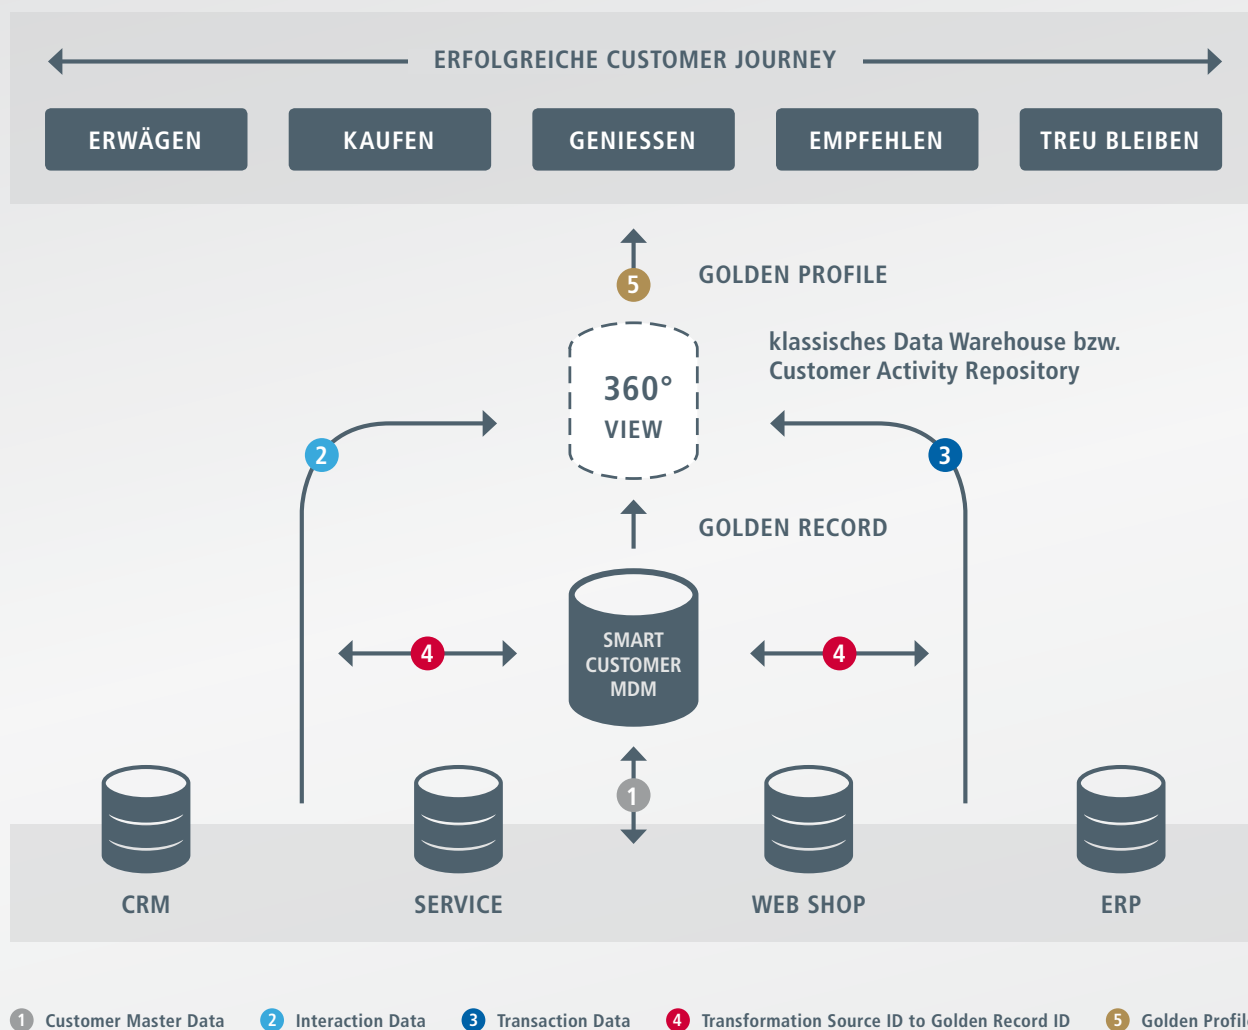 ERFOLGREICHE CUSTOMER JOURNEY
ERWÄGEN
KAUFEN
GENIESSEN
EMPFEHLEN
TREU BLEIBEN
5
GOLDEN PROFILE
klassisches Data Warehouse bzw.
Customer Activity Repository
360°
VIEW
2
3
GOLDEN RECORD
SMART
CUSTOMER
MDM
4
4
1
CRM
SERVICE
WEB SHOP
ERP
1 Customer Master Data
2 Interaction Data
3 Transaction Data
4 Transformation Source ID to Golden Record ID
5 Golden Profile